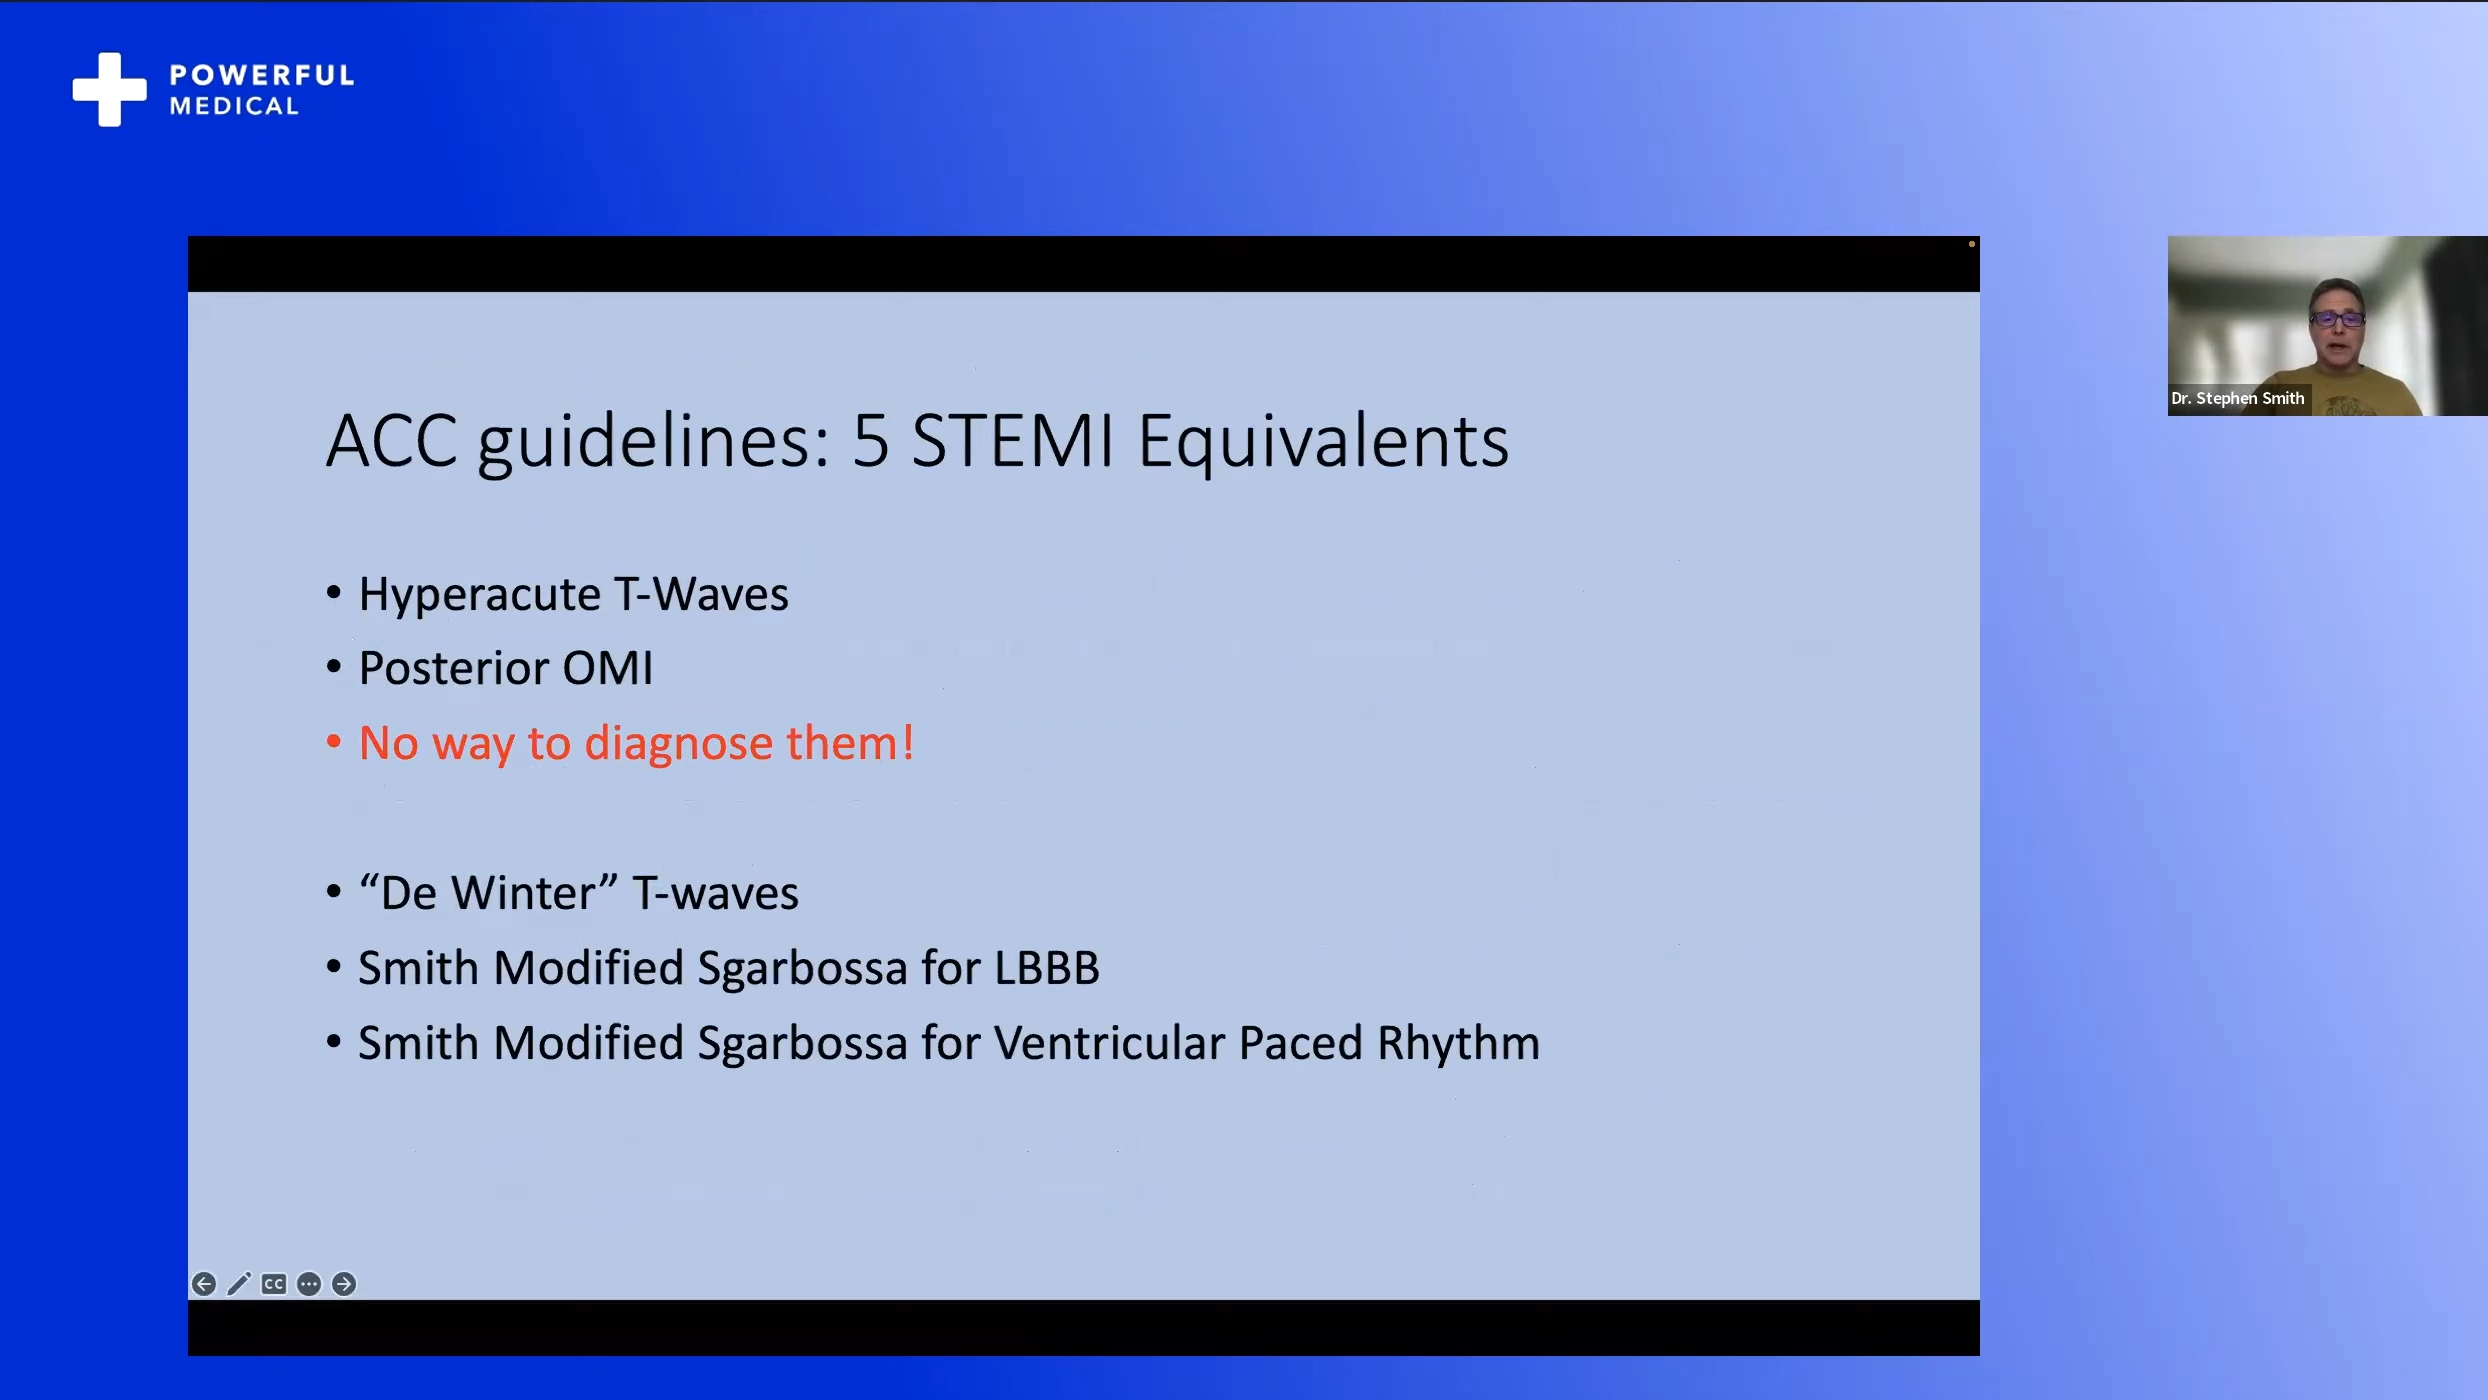 POWERFUL
MEDICAL
ACC guidelines: 5 STEMI Equivalents
• Hyperacute T-Waves
• Posterior OMI
• No way to diagnose them!
• “De Winter” T-waves
• Smith Modified Sgarbossa for LBBB
• Smith Modified Sgarbossa for Ventricular Paced Rhythm
CC
Dr. Stephen Smith